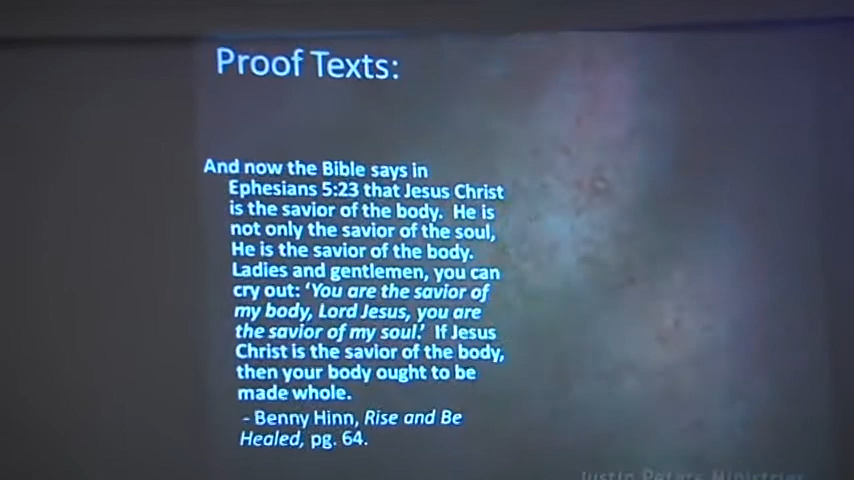 Proof Texts:
And now the Bible says in
Ephesians 5:23 that Jesus Christ
is the savior of the body. He is
not only the savior of the soul,
He is the savior of the body.
Ladies and gentlemen, you can
cry out: ‘You are the savior of
my body, Lord Jesus, you are
the savior of my soul.’ If Jesus
Christ is the savior of the body,
then your body ought to be
made whole.
- Benny Hinn, Rise and Be
Healed, pg. 64.
Justin Peters Ministries